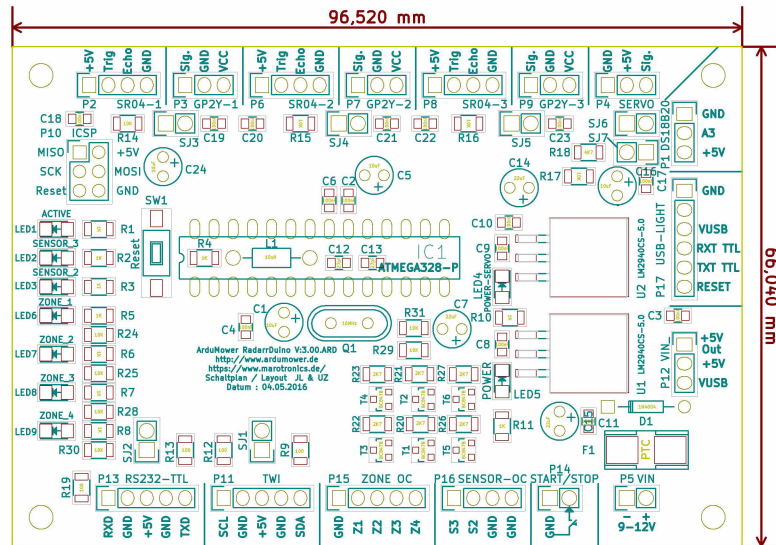 96,520 mm
66,040 mm
+5V Trig Echo GND
Sig. GND VCC
+5V Trig Echo GND
Sig. GND VCC
+5V Trig Echo GND
Sig. GND VCC
GND +5V Sig.
P2 SR04-1
P3 GP2Y-1
P6 SR04-2
P7 GP2Y-2
P8 SR04-3
P9 GP2Y-3
P4 SERVO
C18
P10 ICSP
R14
SJ3
C19
C20
R15
SJ4
C21
C22
R16
SJ5
C23
SJ6
SJ7
P1 DS18B20
GND
A3
+5V
MISO +5V
SCK MOSI
Reset GND
C24
C5
C14
R18
R17
C16
C17
SW1
Reset
C6 C2
LED1 ACTIVE R1
LED2 SENSOR_3 R2
LED3 SENSOR_2 R3
LED6 ZONE_1 R5
R24
LED7 ZONE_2 R6
R25
LED8 ZONE_3 R7
R28
LED9 ZONE_4 R8
R30
R4
L1
C12 C13
IC1
ATMEGA328-P
C10
C9
LED4
POWER-SERVO
U2 LM2940CS-5.0
P17 USB-LIGHT
GND
VUSB
RXT TTL
TXT TTL
RESET
C4
C1
16MHz
Q1
R31
R29
C7
R10
C8
POWER
LED5
U1 LM2940CS-5.0
C3
P12 VIN
+5V
Out
+5V
VUSB
ArduMower RadarrDuino V:3.00.ARD
http://www.ardumower.de
https://www.marotronics.de/
Schaltplan / Layout JL & UZ
Datum : 04.05.2016
R23 2K7
R21 2K7
R27 2K7
T4 T2 T6
R22 2K7
R20 2K7
R26 2K7
T3 T1 T5
R11
C11
D1
1N4004
F1
PTC
SJ2
R13
R12
SJ1
R9
R19
P13 RS232-TTL
P11 TWI
P15 ZONE OC
P16 SENSOR-OC
P14
START/STOP
P5 VIN
RXD GND +5V GND TXD
SCL GND +5V GND SDA
GND Z1 Z2 Z3 Z4
S3 S2 GND GND
GND
- +
9-12V